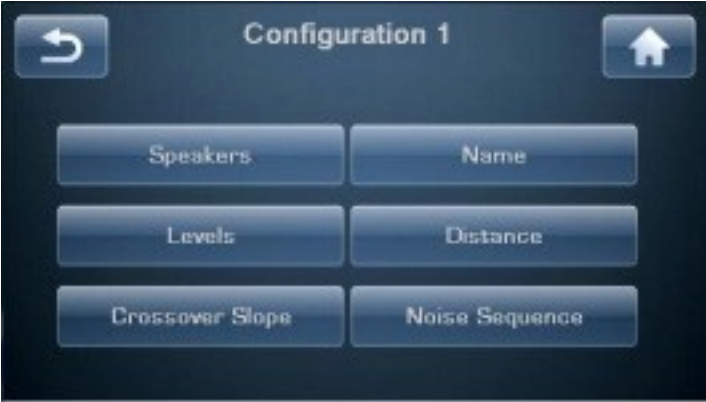 Configuration 1
Speakers
Name
Levels
Distance
Crossover Slope
Noise Sequence